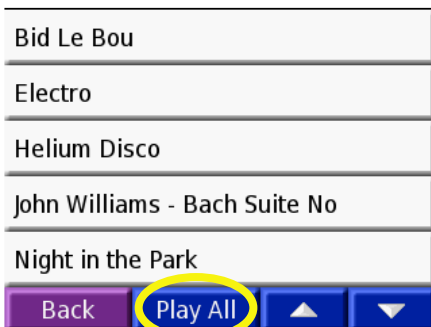 Bid Le Bou
Electro
Helium Disco
John Williams - Bach Suite No
Night in the Park
Back Play All